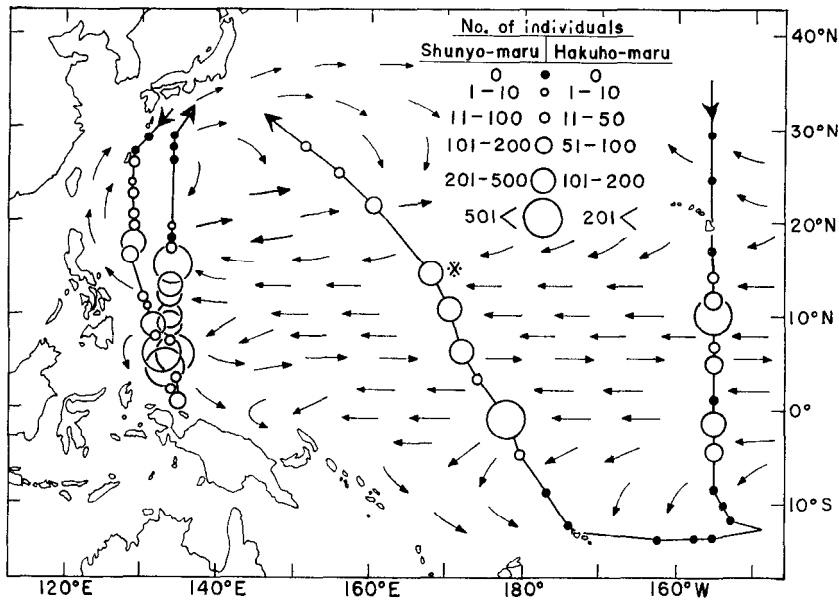 No. of individuals
Shunyo-maru Hakuho-maru
0 0
1-10 1-10
11-100 11-50
101-200 51-100
201-500 101-200
501< 201<
※
40°N
30°N
20°N
10°N
0°
10°S
120°E 140°E 160°E 180° 160°W